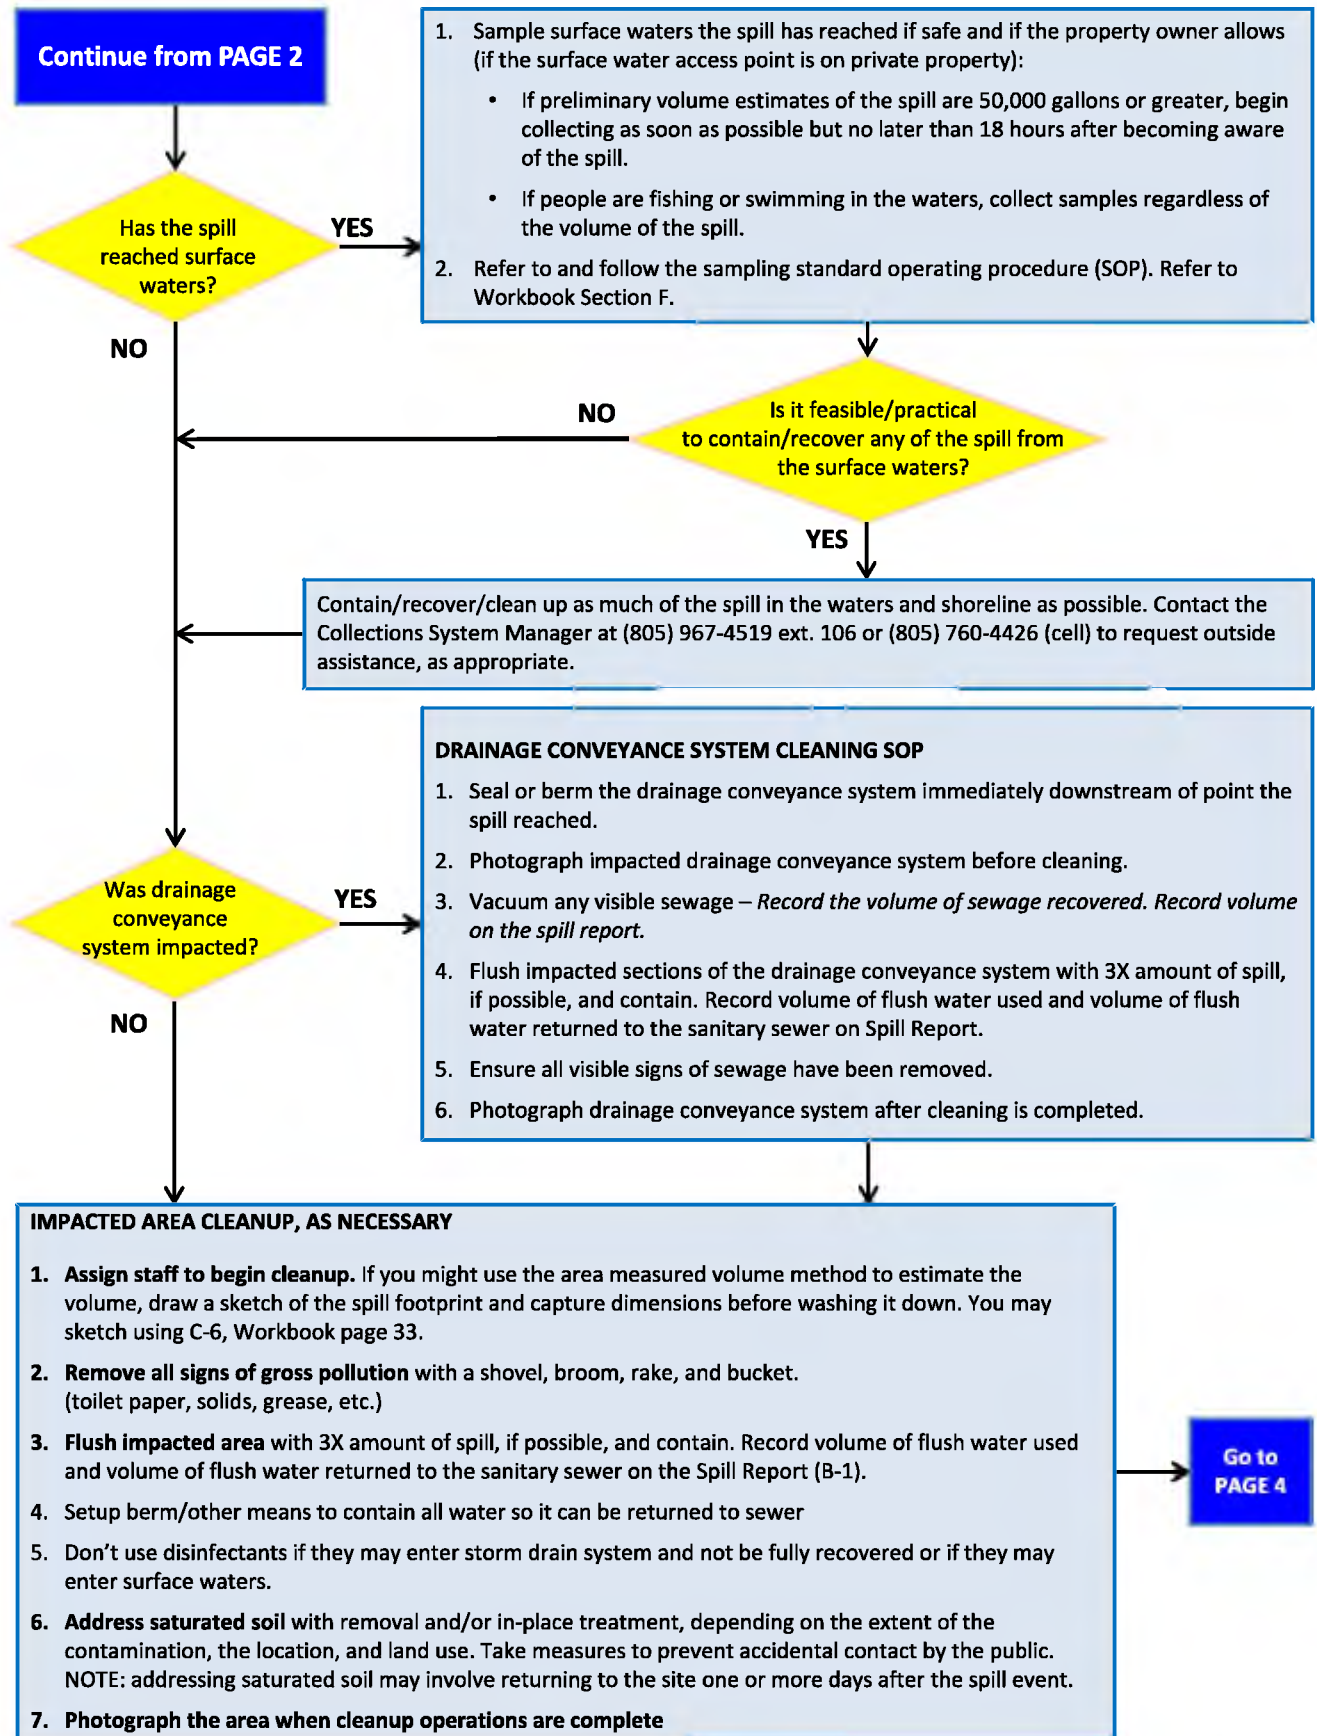 Continue from PAGE 2
1. Sample surface waters the spill has reached if safe and if the property owner allows
(if the surface water access point is on private property):
• If preliminary volume estimates of the spill are 50,000 gallons or greater, begin
collecting as soon as possible but no later than 18 hours after becoming aware
of the spill.
• If people are fishing or swimming in the waters, collect samples regardless of
the volume of the spill.
2. Refer to and follow the sampling standard operating procedure (SOP). Refer to
Workbook Section F.
Has the spill
reached surface
waters?
YES
NO
Is it feasible/practical
to contain/recover any of the spill from
the surface waters?
NO
YES
Contain/recover/clean up as much of the spill in the waters and shoreline as possible. Contact the
Collections System Manager at (805) 967-4519 ext. 106 or (805) 760-4426 (cell) to request outside
assistance, as appropriate.
Was drainage
conveyance
system impacted?
YES
NO
DRAINAGE CONVEYANCE SYSTEM CLEANING SOP
1. Seal or berm the drainage conveyance system immediately downstream of point the
spill reached.
2. Photograph impacted drainage conveyance system before cleaning.
3. Vacuum any visible sewage – Record the volume of sewage recovered. Record volume
on the spill report.
4. Flush impacted sections of the drainage conveyance system with 3X amount of spill,
if possible, and contain. Record volume of flush water used and volume of flush
water returned to the sanitary sewer on Spill Report.
5. Ensure all visible signs of sewage have been removed.
6. Photograph drainage conveyance system after cleaning is completed.
IMPACTED AREA CLEANUP, AS NECESSARY
1. Assign staff to begin cleanup. If you might use the area measured volume method to estimate the
volume, draw a sketch of the spill footprint and capture dimensions before washing it down. You may
sketch using C-6, Workbook page 33.
2. Remove all signs of gross pollution with a shovel, broom, rake, and bucket.
(toilet paper, solids, grease, etc.)
3. Flush impacted area with 3X amount of spill, if possible, and contain. Record volume of flush water used
and volume of flush water returned to the sanitary sewer on the Spill Report (B-1).
4. Setup berm/other means to contain all water so it can be returned to sewer
5. Don't use disinfectants if they may enter storm drain system and not be fully recovered or if they may
enter surface waters.
6. Address saturated soil with removal and/or in-place treatment, depending on the extent of the
contamination, the location, and land use. Take measures to prevent accidental contact by the public.
NOTE: addressing saturated soil may involve returning to the site one or more days after the spill event.
7. Photograph the area when cleanup operations are complete
Go to
PAGE 4